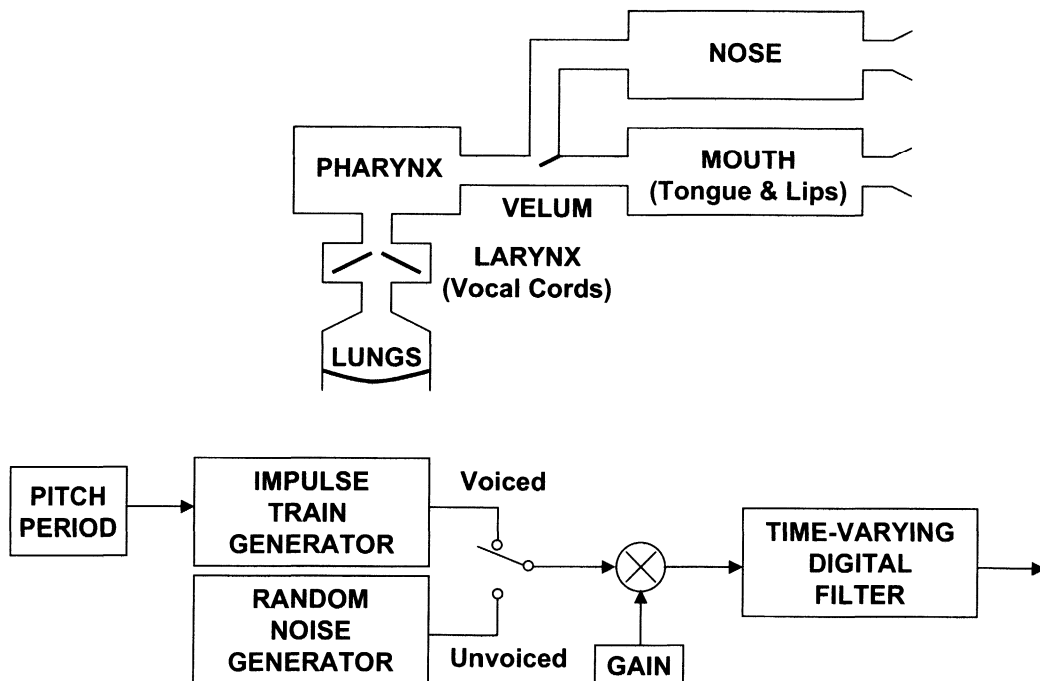 NOSE
PHARYNX
MOUTH
(Tongue & Lips)
VELUM
LARYNX
(Vocal Cords)
LUNGS
PITCH
PERIOD
IMPULSE
TRAIN
GENERATOR
Voiced
TIME-VARYING
DIGITAL
FILTER
RANDOM
NOISE
GENERATOR
Unvoiced
GAIN